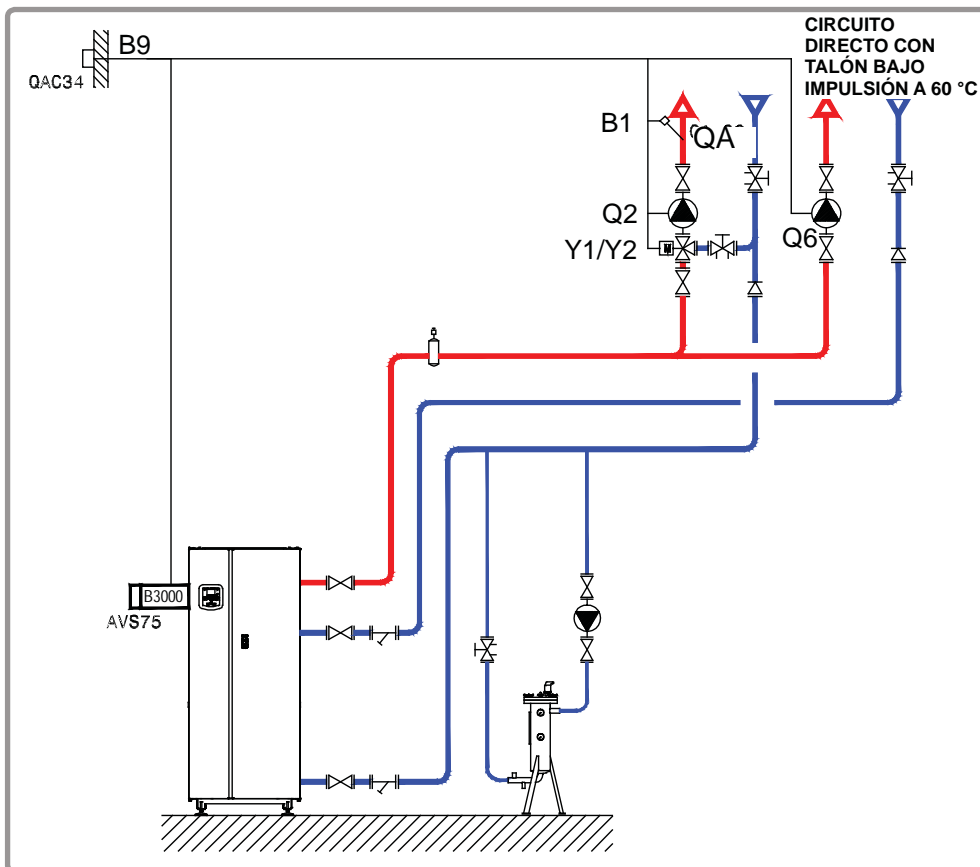 CIRCUITO
DIRECTO CON
TALÓN BAJO
IMPULSIÓN A 60 °C
B9
QAC34
B1
QA
Q2
Q6
Y1/Y2
M
B3000
AVS75